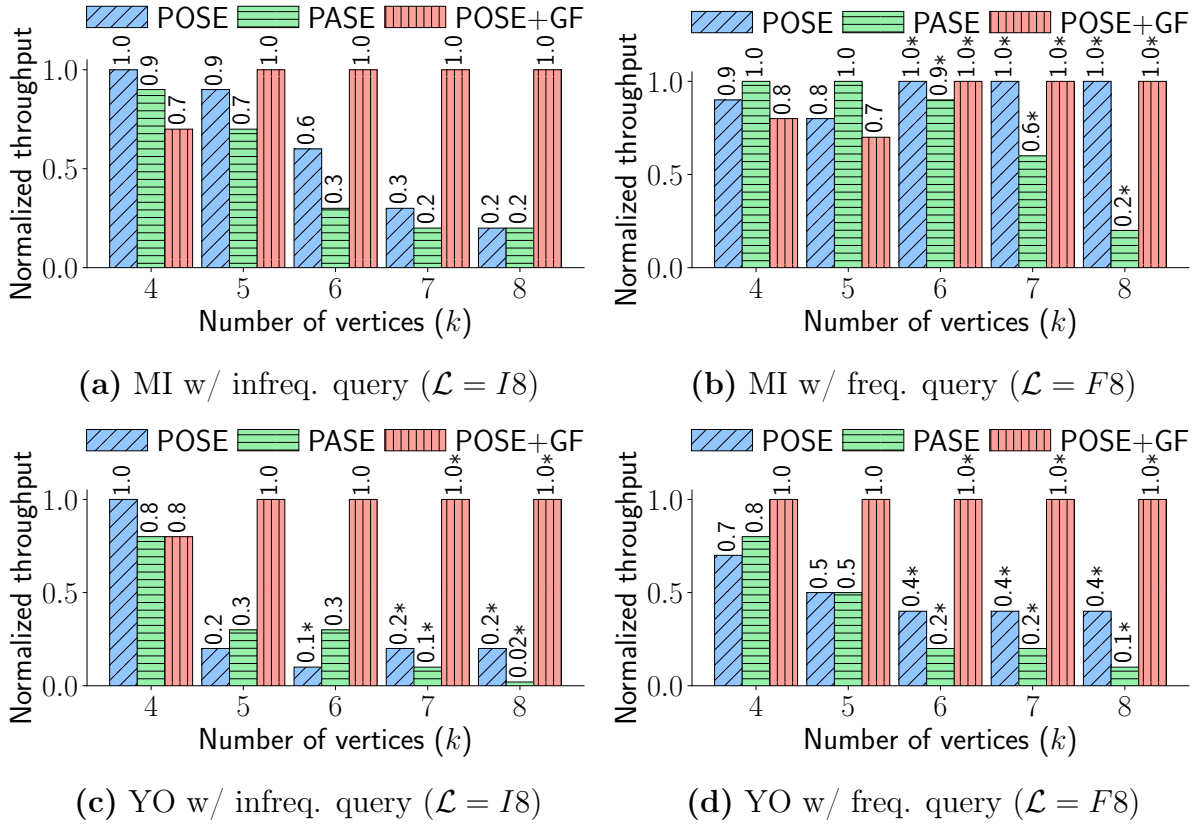 POSE PASE POSE+GF
Normalized throughput
1.0
0.5
0.0
1.0 0.9 0.7
0.9 0.7 1.0
0.6 0.3 1.0
0.3 0.2 1.0
0.2 0.2 1.0
4 5 6 7 8
Number of vertices (k)
(a) MI w/ infreq. query (𝓛 = I8)
POSE PASE POSE+GF
Normalized throughput
1.0
0.5
0.0
0.9 1.0 0.8
0.8 1.0 0.7
1.0* 0.9* 1.0*
1.0* 0.6* 1.0*
1.0* 0.2* 1.0*
4 5 6 7 8
Number of vertices (k)
(b) MI w/ freq. query (𝓛 = F8)
POSE PASE POSE+GF
Normalized throughput
1.0
0.5
0.0
1.0 0.8 0.8
0.2 0.3 1.0
0.1* 0.3 1.0
0.2* 0.1* 1.0*
0.2* 0.02* 1.0*
4 5 6 7 8
Number of vertices (k)
(c) YO w/ infreq. query (𝓛 = I8)
POSE PASE POSE+GF
Normalized throughput
1.0
0.5
0.0
0.7 0.8 1.0
0.5 0.5 1.0
0.4* 0.2* 1.0*
0.4* 0.2* 1.0*
0.4* 0.1* 1.0*
4 5 6 7 8
Number of vertices (k)
(d) YO w/ freq. query (𝓛 = F8)